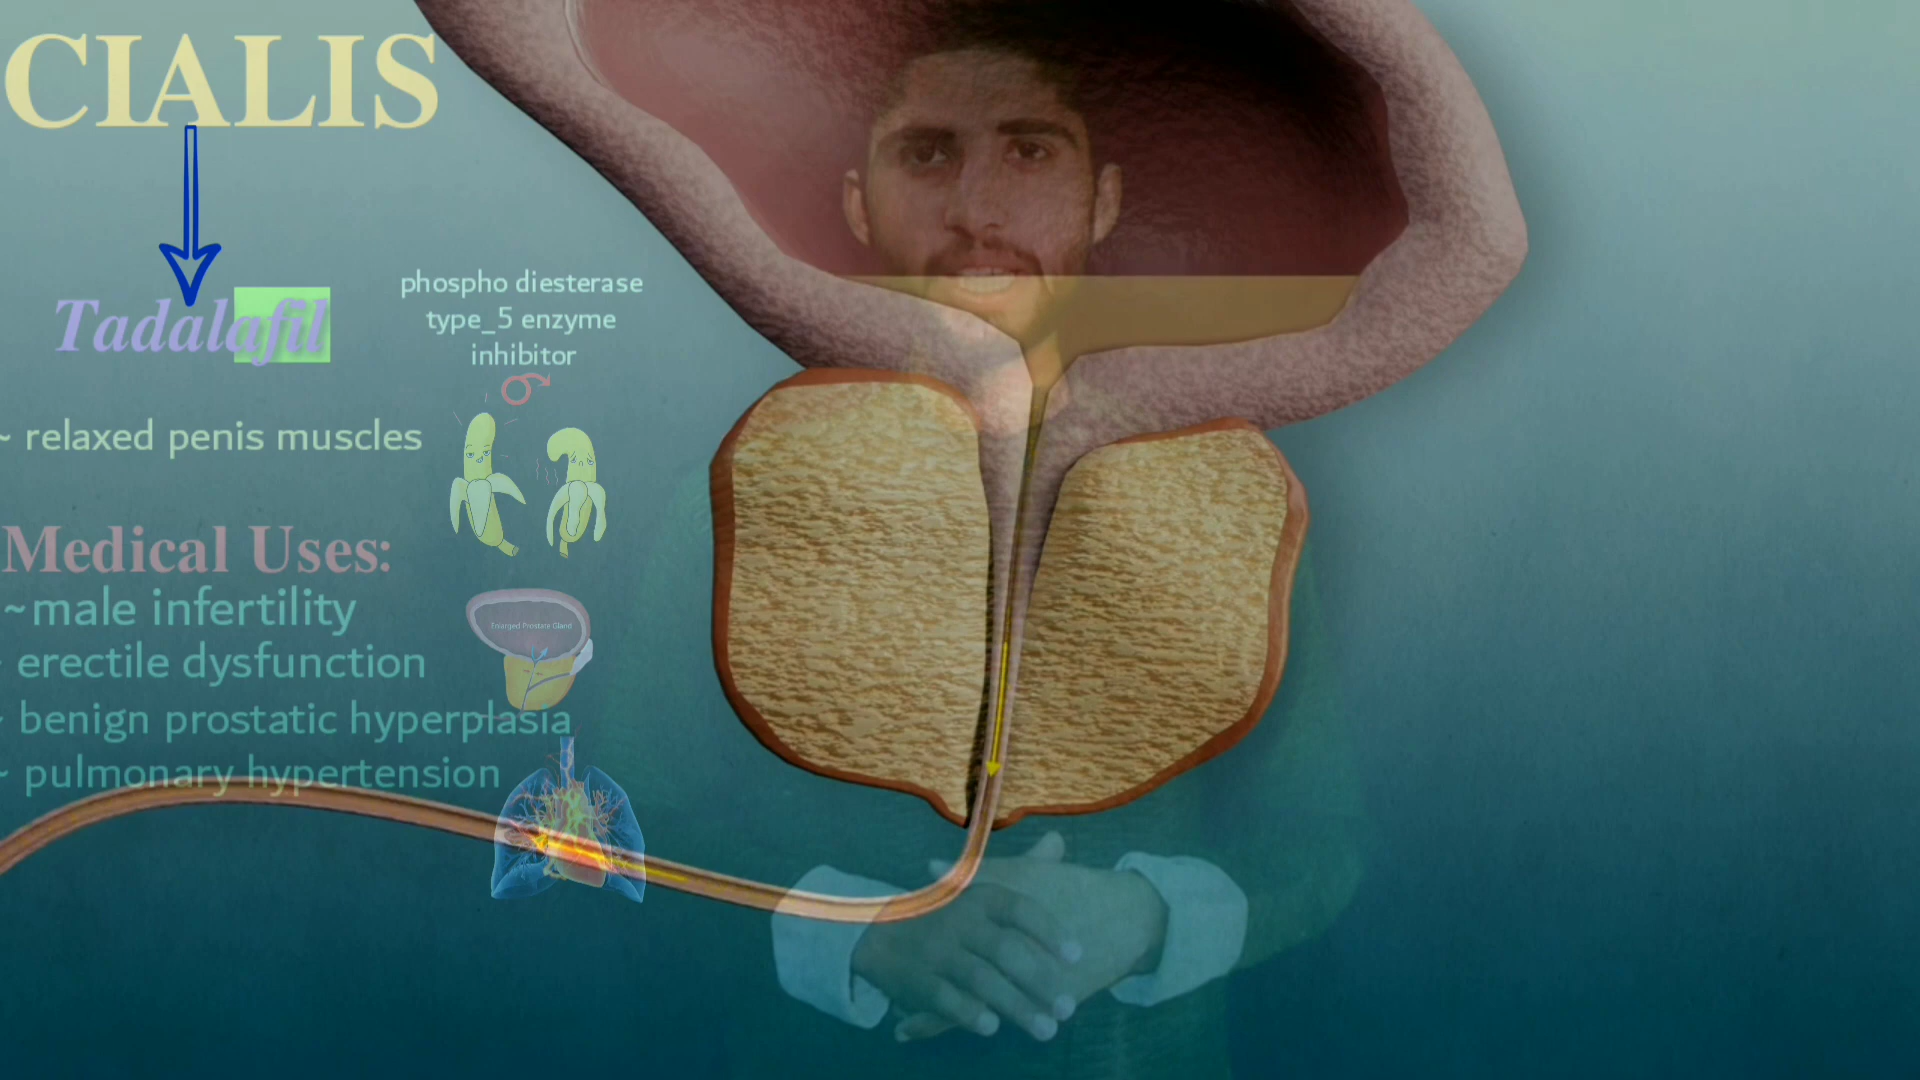 CIALIS
Tadalafil
phospho diesterase
type_5 enzyme
inhibitor
~ relaxed penis muscles
Medical Uses:
~male infertility
~ erectile dysfunction
Enlarged Prostate Gland
~ benign prostatic hyperplasia
~ pulmonary hypertension